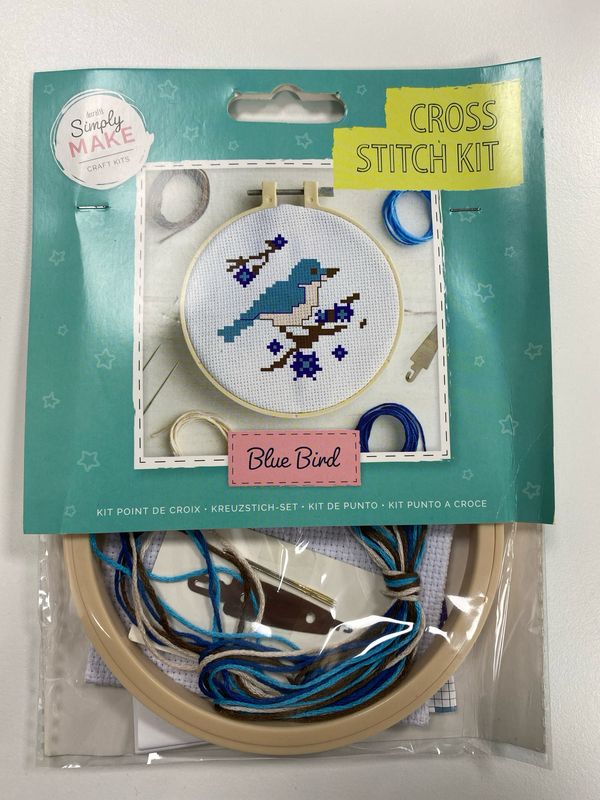 docrafts
Simply
MAKE
CRAFT KITS
CROSS
STITCH KIT
Blue Bird
KIT POINT DE CROIX • KREUZSTICH-SET • KIT DE PUNTO • KIT PUNTO A CROCE